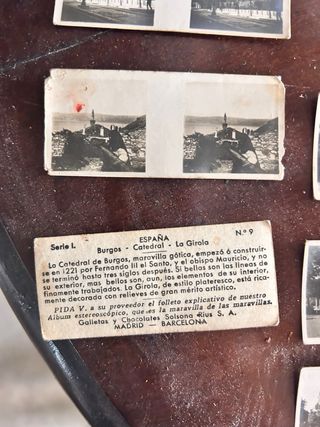 ESPAÑA
Serie I. Burgos - Catedral - La Girola N.º 9
La Catedral de Burgos, maravilla gótica, empezó á construir-
se en 1221 por Fernando III el Santo, y el obispo Mauricio, y no
se terminó hasta tres siglos después. Si bellas son las líneas de
su exterior, mas bellos son, aun, los elementos de su interior,
finamente trabajados. La Girola, de estilo plateresco, está rica-
mente decorada con relieves de gran mérito artístico.
PIDA V. a su proveedor el folleto explicativo de nuestro
Album estereoscópico, que es la maravilla de las maravillas.
Galletas y Chocolates Solsona Rius S. A.
MADRID — BARCELONA